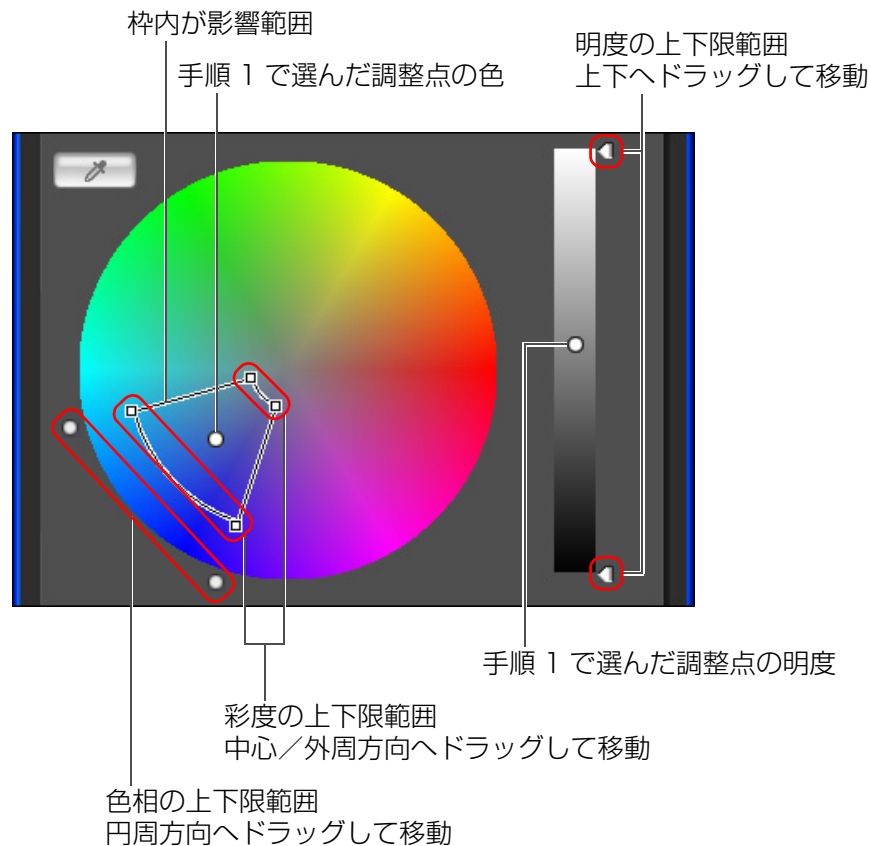 枠内が影響範囲
手順 1 で選んだ調整点の色
明度の上下限範囲
上下へドラッグして移動
手順 1 で選んだ調整点の明度
彩度の上下限範囲
中心／外周方向へドラッグして移動
色相の上下限範囲
円周方向へドラッグして移動